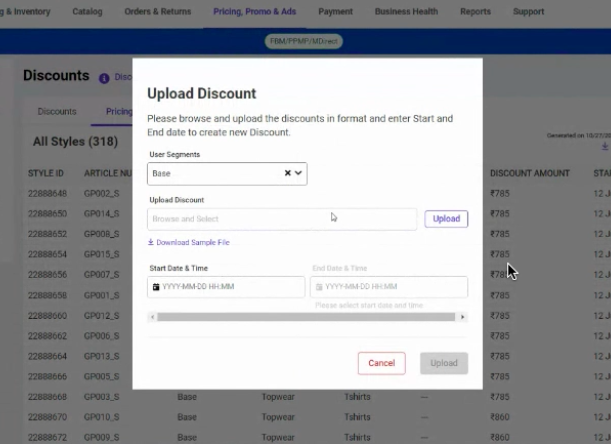 g & Inventory Catalog Orders & Returns Pricing, Promo & Ads Payment Business Health Reports Support
FBM/PPMP/MDirect
Discounts Disc
Discounts Pricing
All Styles (318) Generated on 10/27/20
STYLE ID ARTICLE NU DISCOUNT AMOUNT STA
22888648 GP002_S ₹785 12 J
22888650 GP014_S ₹785 12 J
22888652 GP008_S ₹785 12 J
22888654 GP015_S ₹785 12 J
22888656 GP007_S ₹785 12 J
22888658 GP001_S ₹785 12 J
22888660 GP012_S ₹785 12 J
22888662 GP006_S ₹785 12 J
22888664 GP013_S ₹785 12 J
22888666 GP005_S ₹785 12 J
22888668 GP003_S Base Topwear Tshirts --- ₹785 12 J
22888670 GP010_S Base Topwear Tshirts --- ₹860 12 J
22888672 GP009_S Base Topwear Tshirts --- ₹860 12 J
Upload Discount
Please browse and upload the discounts in format and enter Start and
End date to create new Discount.
User Segments
Base
Upload Discount
Browse and Select Upload
Download Sample File
Start Date & Time End Date & Time
YYYY-MM-DD HH:MM YYYY-MM-DD HH:MM
Please select start date and time
Cancel Upload